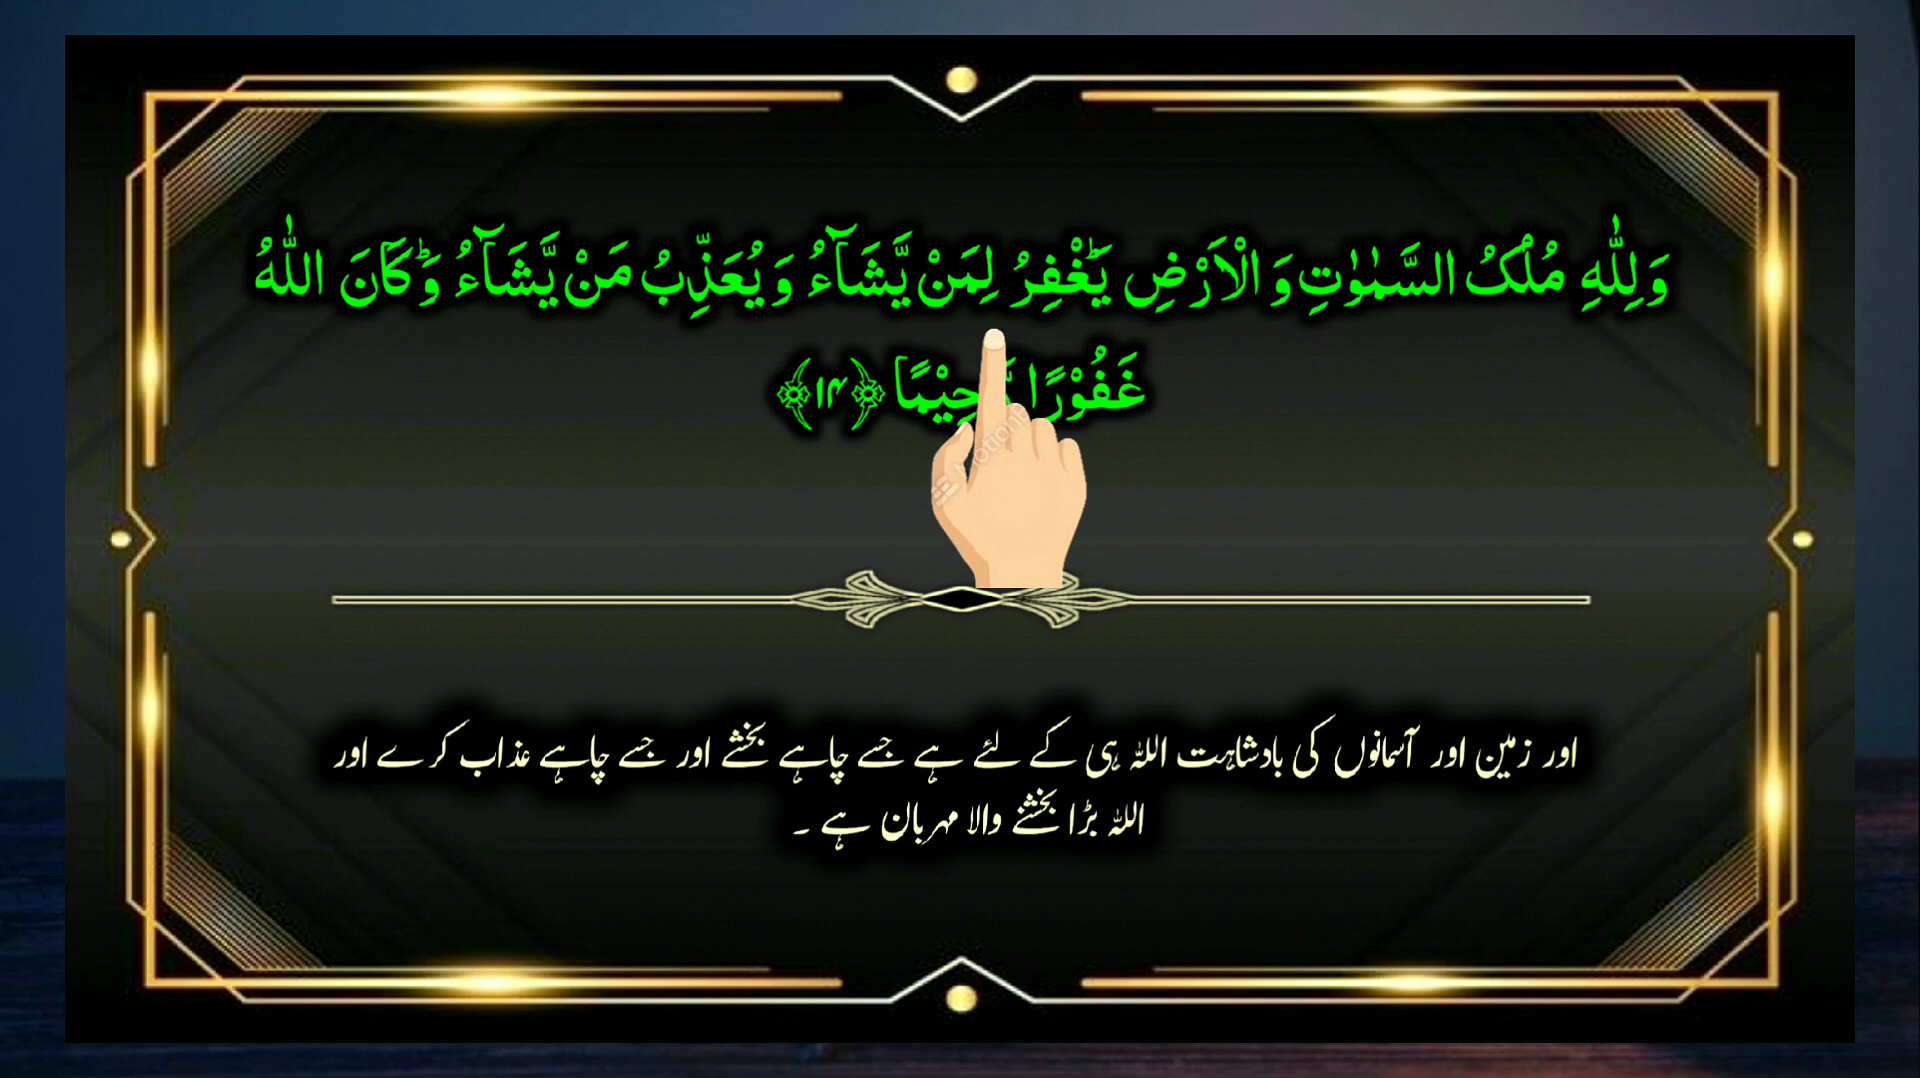 وَلِلّٰهِ مُلْکُ السَّمٰوٰتِ وَ الْاَرْضِ یَغْفِرُ لِمَنْ یَّشَآءُ وَ یُعَذِّبُ مَنْ یَّشَآءُ وَ کَانَ اللّٰهُ
غَفُوْرًا رَّحِیْمًا ﴿۱۴﴾
اور زمین اور آسمانوں کی بادشاہت اللہ ہی کے لئے ہے جسے چاہے بخشے اور جسے چاہے عذاب کرے اور
اللہ بڑا بخشنے والا مہربان ہے ۔